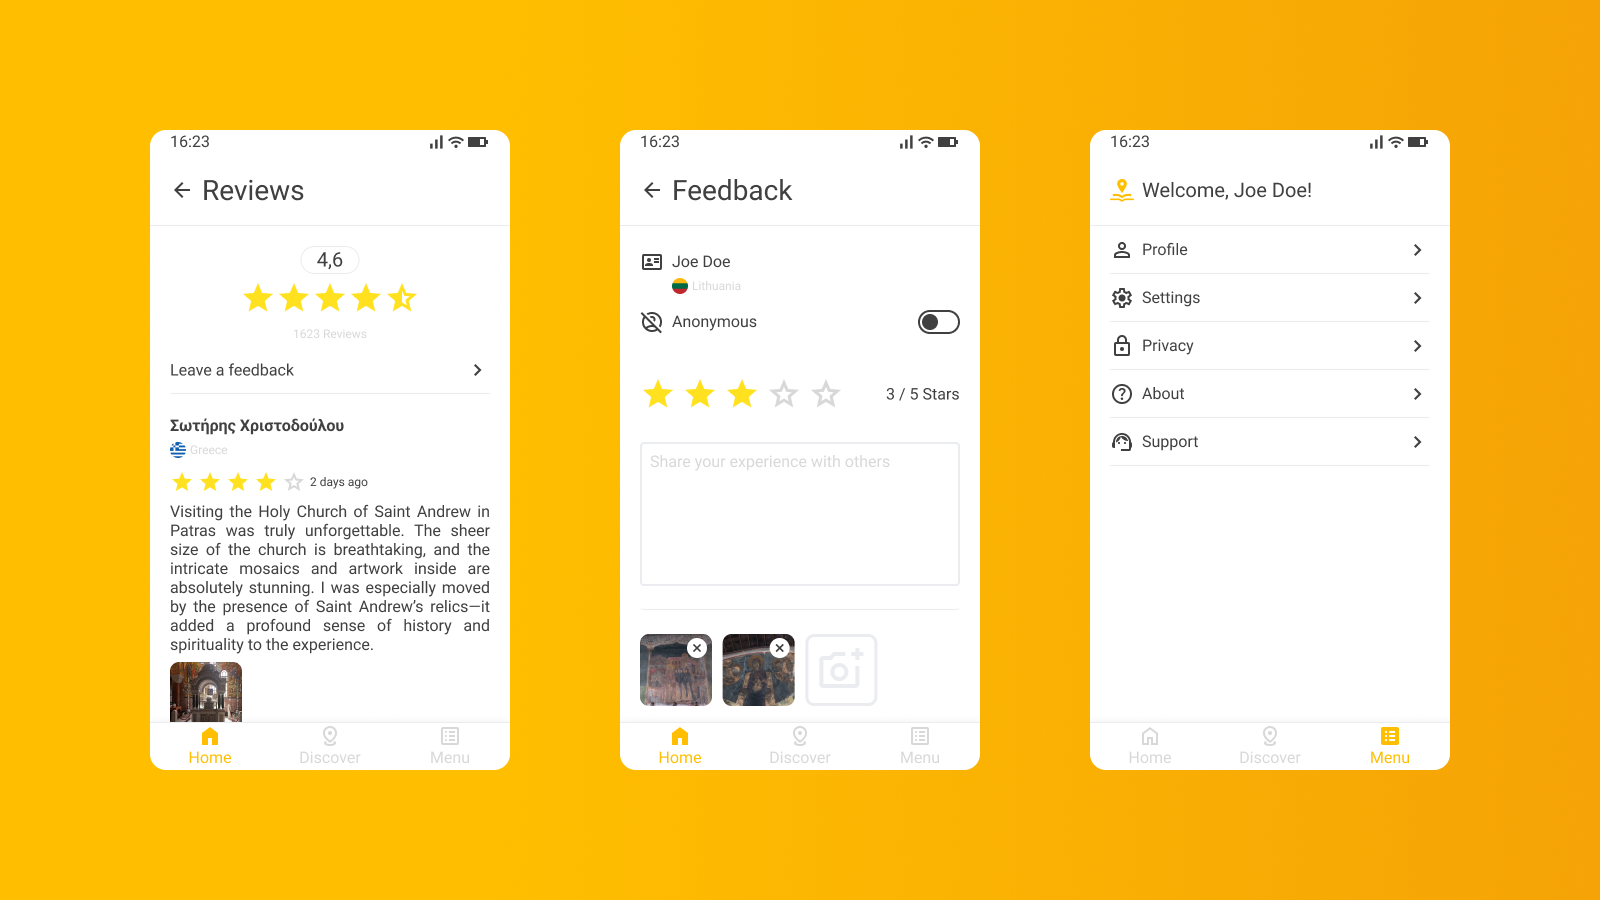 16:23
Reviews
4,6
1623 Reviews
Leave a feedback
Σωτήρης Χριστοδούλου
Greece
2 days ago
Visiting the Holy Church of Saint Andrew in
Patras was truly unforgettable. The sheer
size of the church is breathtaking, and the
intricate mosaics and artwork inside are
absolutely stunning. I was especially moved
by the presence of Saint Andrew’s relics—it
added a profound sense of history and
spirituality to the experience.
Home
Discover
Menu
16:23
Feedback
Joe Doe
Lithuania
Anonymous
3 / 5 Stars
Share your experience with others
Home
Discover
Menu
16:23
Welcome, Joe Doe!
Profile
Settings
Privacy
About
Support
Home
Discover
Menu